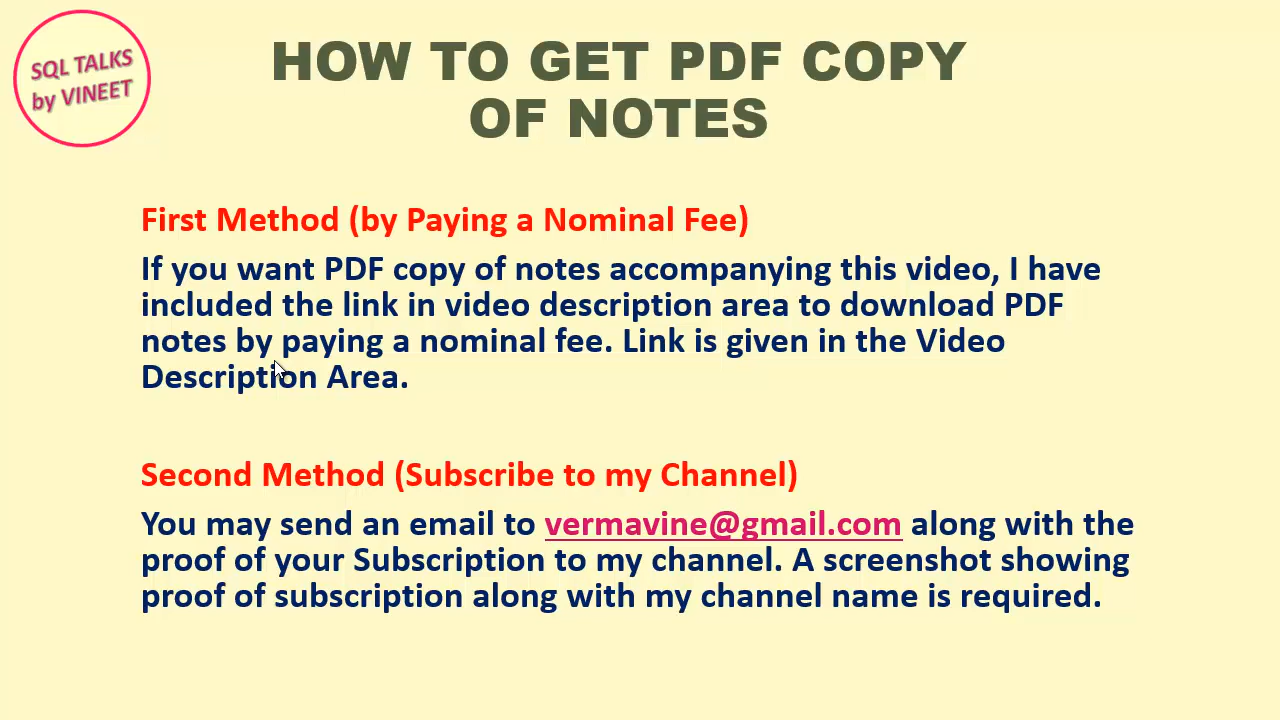 SQL TALKS
by VINEET
HOW TO GET PDF COPY
OF NOTES
First Method (by Paying a Nominal Fee)
If you want PDF copy of notes accompanying this video, I have
included the link in video description area to download PDF
notes by paying a nominal fee. Link is given in the Video
Description Area.
Second Method (Subscribe to my Channel)
You may send an email to vermavine@gmail.com along with the
proof of your Subscription to my channel. A screenshot showing
proof of subscription along with my channel name is required.